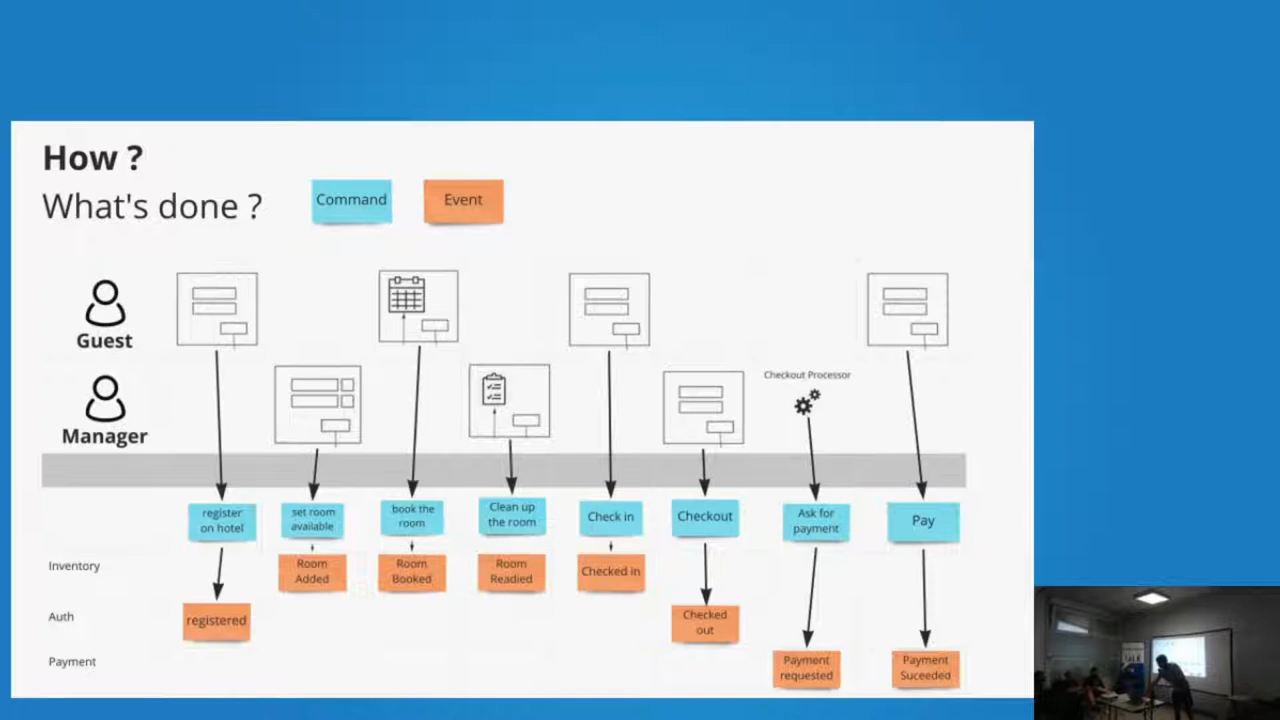 How ?
What's done ?
Command
Event
Guest
Manager
Checkout Processor
register
on hotel
set room
available
book the
room
Clean up
the room
Check in
Checkout
Ask for
payment
Pay
Inventory
Room
Added
Room
Booked
Room
Readied
Checked in
Auth
registered
Checked
out
Payment
Payment
requested
Payment
Suceeded